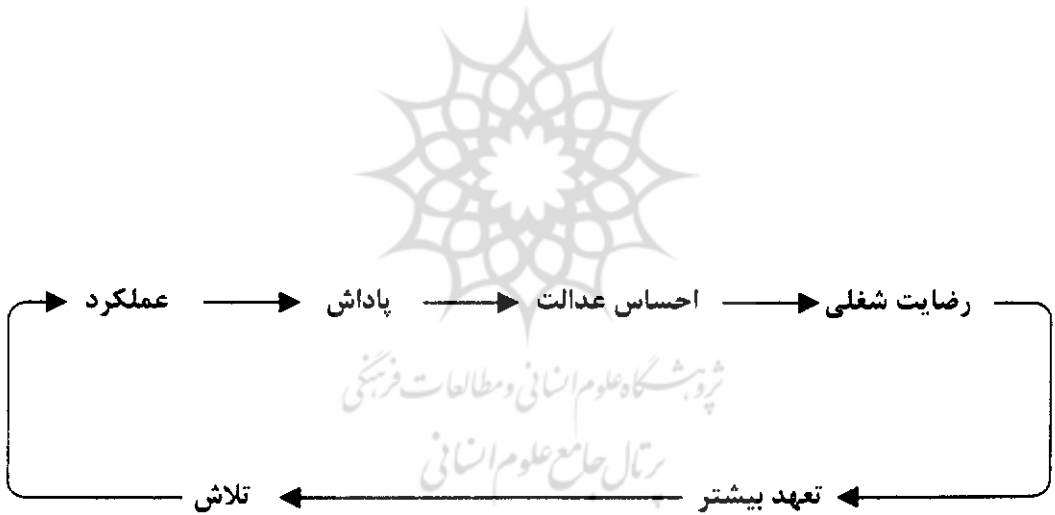 عملکرد پاداش احساس عدالت رضایت شغلی
پژوهشگاه علوم انسانی و مطالعات فرهنگی
پرتال جامع علوم انسانی
تعهد بیشتر تلاش